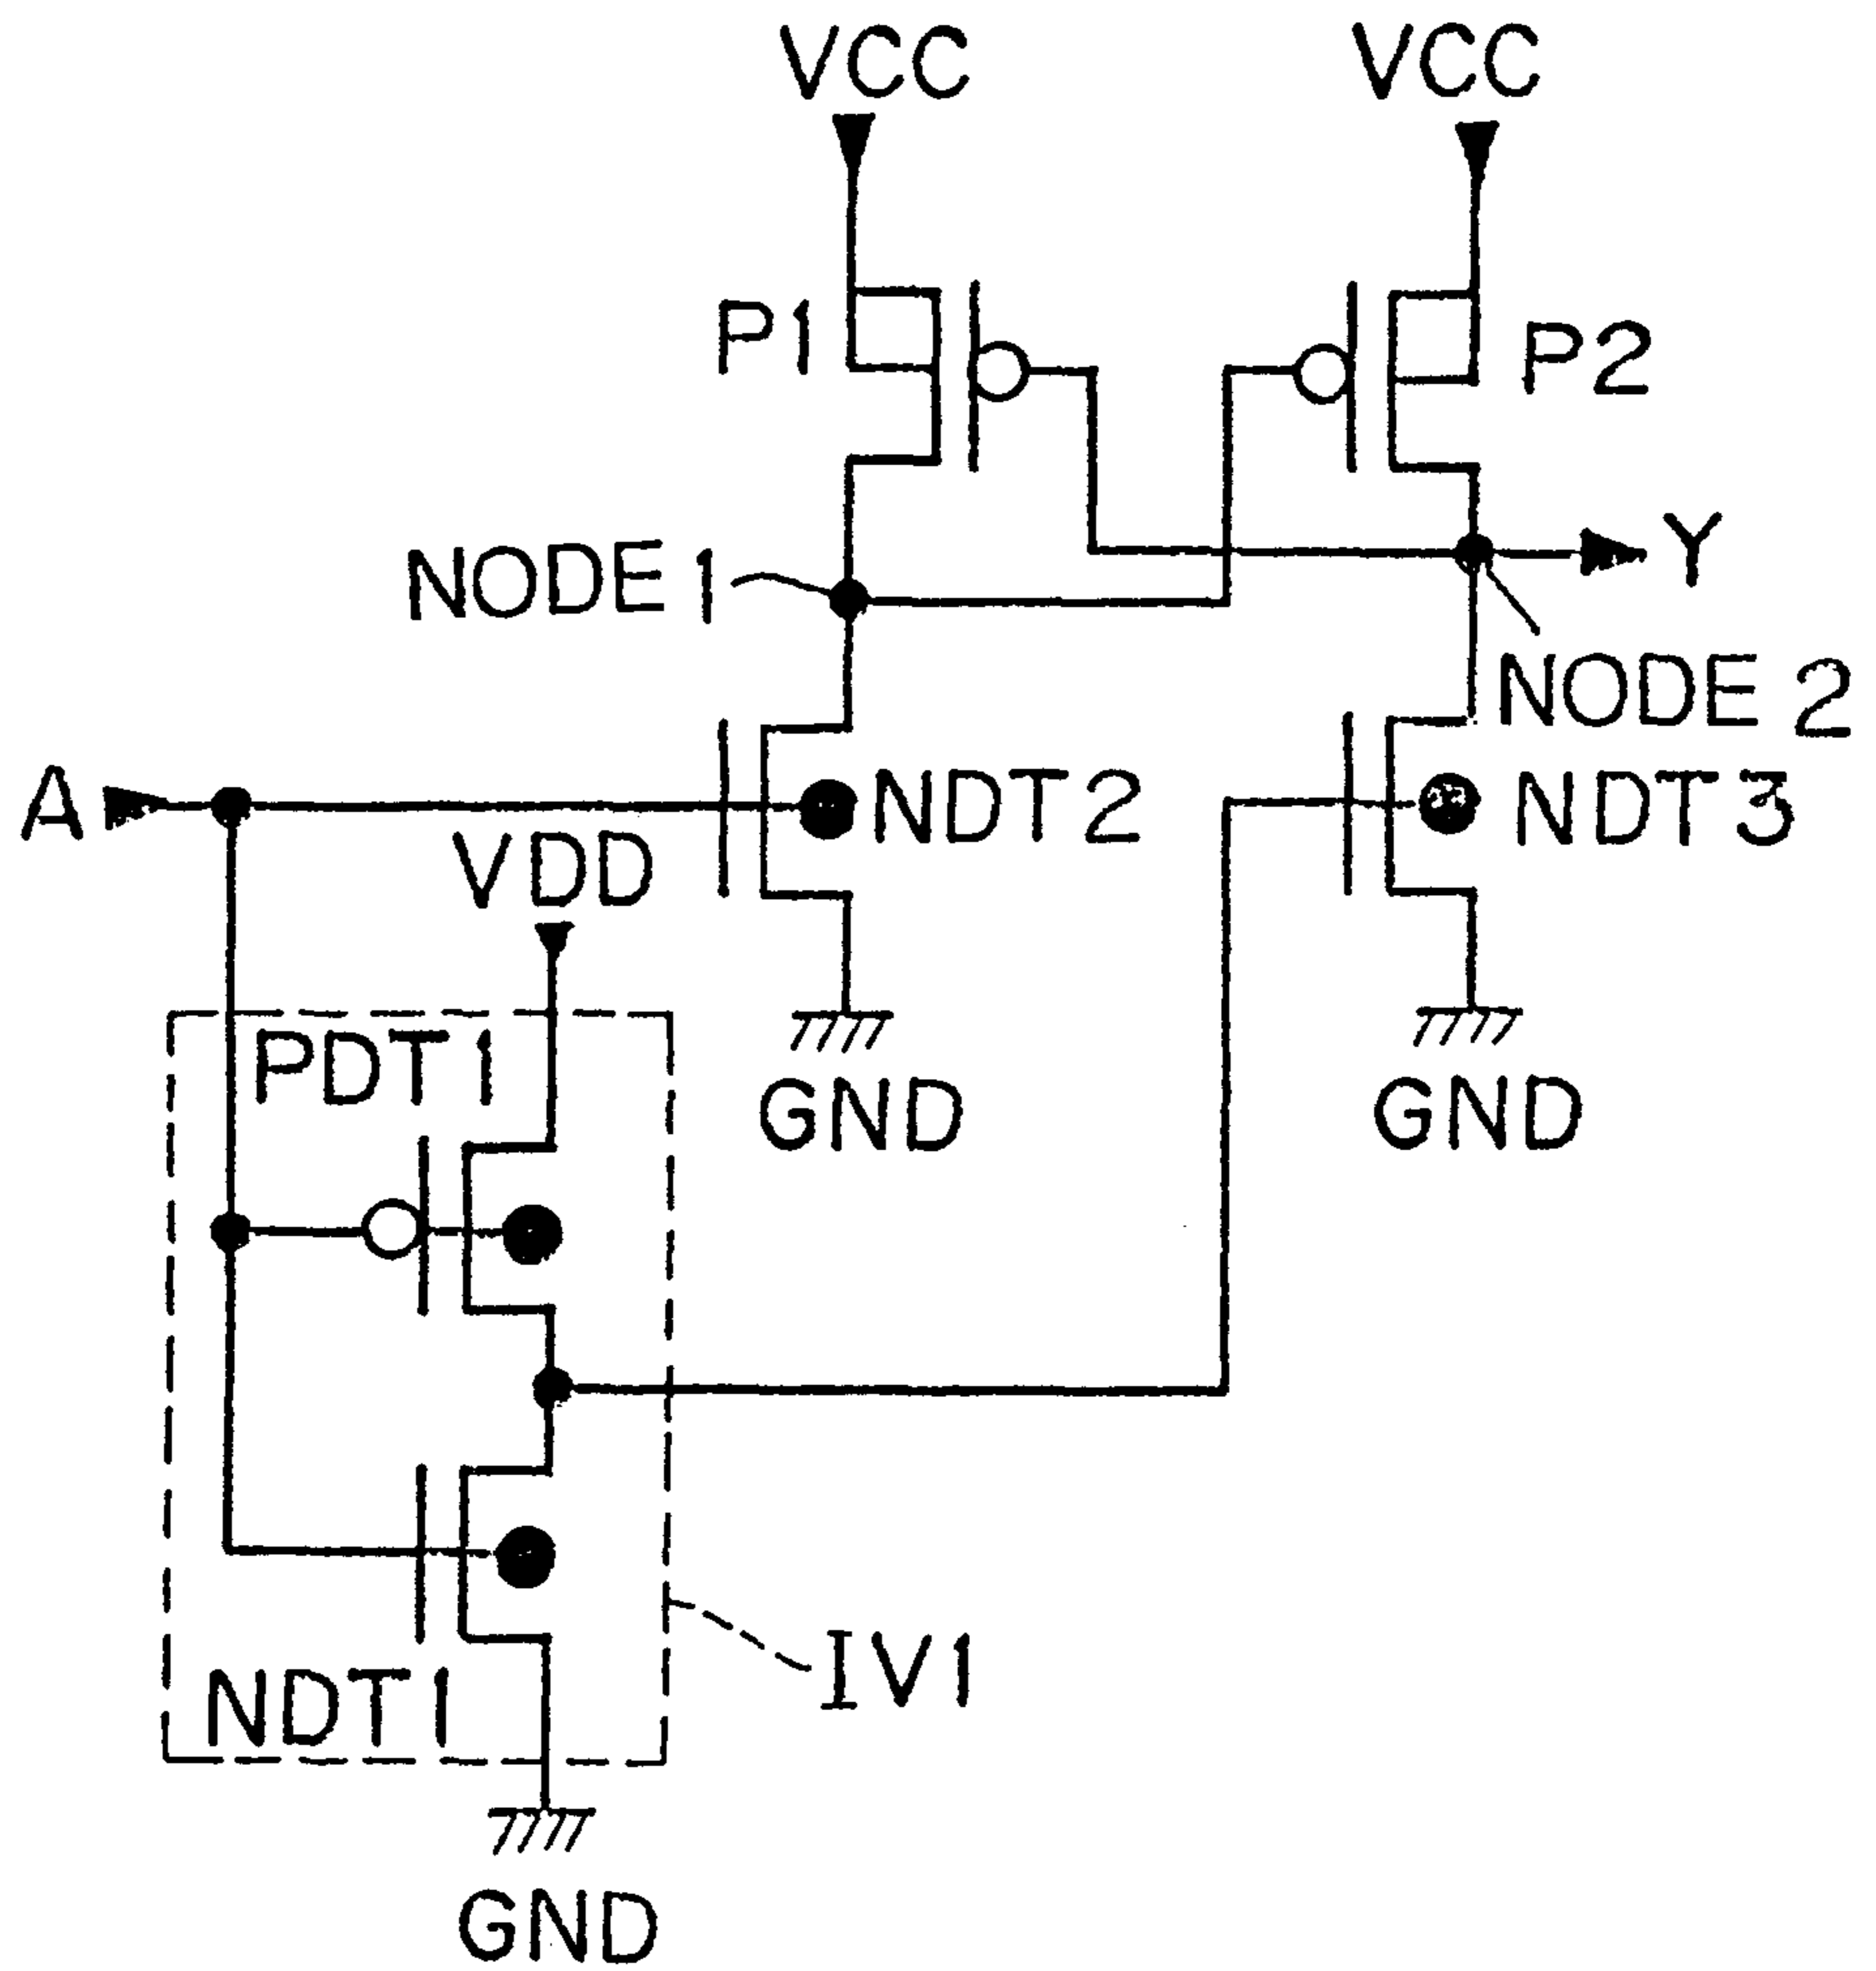 VCC
VCC
P1
P2
NODE 1
Y
NODE 2
A
NDT2
NDT3
VDD
PDT1
GND
GND
NDT1
IV1
GND